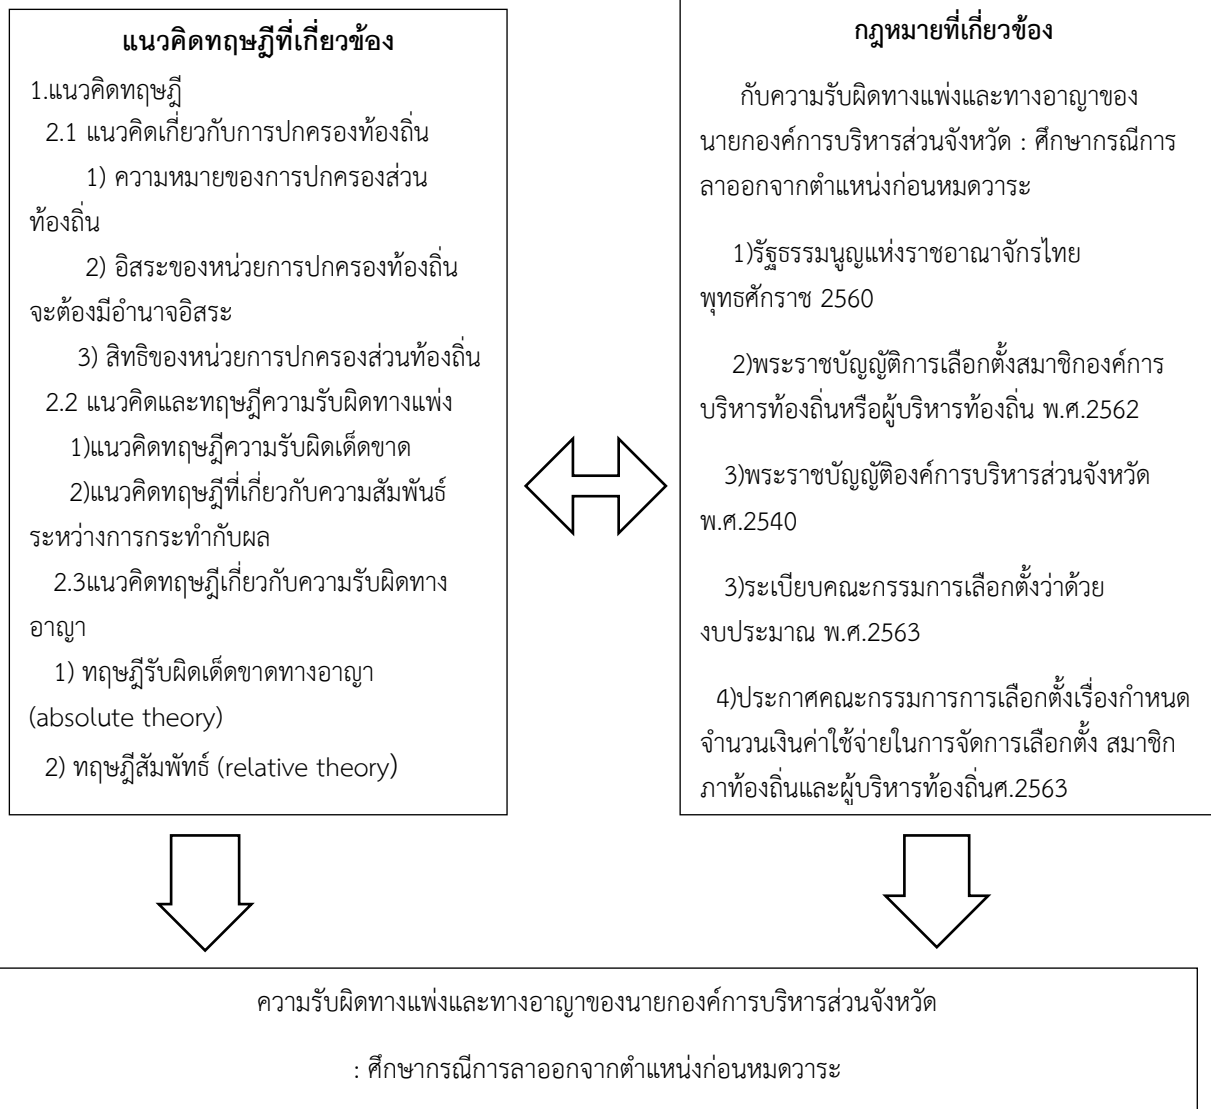 แนวคิดทฤษฎีที่เกี่ยวข้อง
1.แนวคิดทฤษฎี
2.1 แนวคิดเกี่ยวกับการปกครองท้องถิ่น
1) ความหมายของการปกครองส่วน
ท้องถิ่น
2) อิสระของหน่วยการปกครองท้องถิ่น
จะต้องมีอำนาจอิสระ
3) สิทธิของหน่วยการปกครองส่วนท้องถิ่น
2.2 แนวคิดและทฤษฎีความรับผิดทางแพ่ง
1)แนวคิดทฤษฎีความรับผิดเด็ดขาด
2)แนวคิดทฤษฎีที่เกี่ยวกับความสัมพันธ์
ระหว่างการกระทำกับผล
2.3แนวคิดทฤษฎีเกี่ยวกับความรับผิดทาง
อาญา
1) ทฤษฎีรับผิดเด็ดขาดทางอาญา
(absolute theory)
2) ทฤษฎีสัมพัทธ์ (relative theory)
กฎหมายที่เกี่ยวข้อง
กับความรับผิดทางแพ่งและทางอาญาของ
นายกองค์การบริหารส่วนจังหวัด : ศึกษากรณีการ
ลาออกจากตำแหน่งก่อนหมดวาระ
1)รัฐธรรมนูญแห่งราชอาณาจักรไทย
พุทธศักราช 2560
2)พระราชบัญญัติการเลือกตั้งสมาชิกองค์การ
บริหารท้องถิ่นหรือผู้บริหารท้องถิ่น พ.ศ.2562
3)พระราชบัญญัติองค์การบริหารส่วนจังหวัด
พ.ศ.2540
3)ระเบียบคณะกรรมการเลือกตั้งว่าด้วย
งบประมาณ พ.ศ.2563
4)ประกาศคณะกรรมการการเลือกตั้งเรื่องกำหนด
จำนวนเงินค่าใช้จ่ายในการจัดการเลือกตั้ง สมาชิก
ภาท้องถิ่นและผู้บริหารท้องถิ่นศ.2563
ความรับผิดทางแพ่งและทางอาญาของนายกองค์การบริหารส่วนจังหวัด
: ศึกษากรณีการลาออกจากตำแหน่งก่อนหมดวาระ